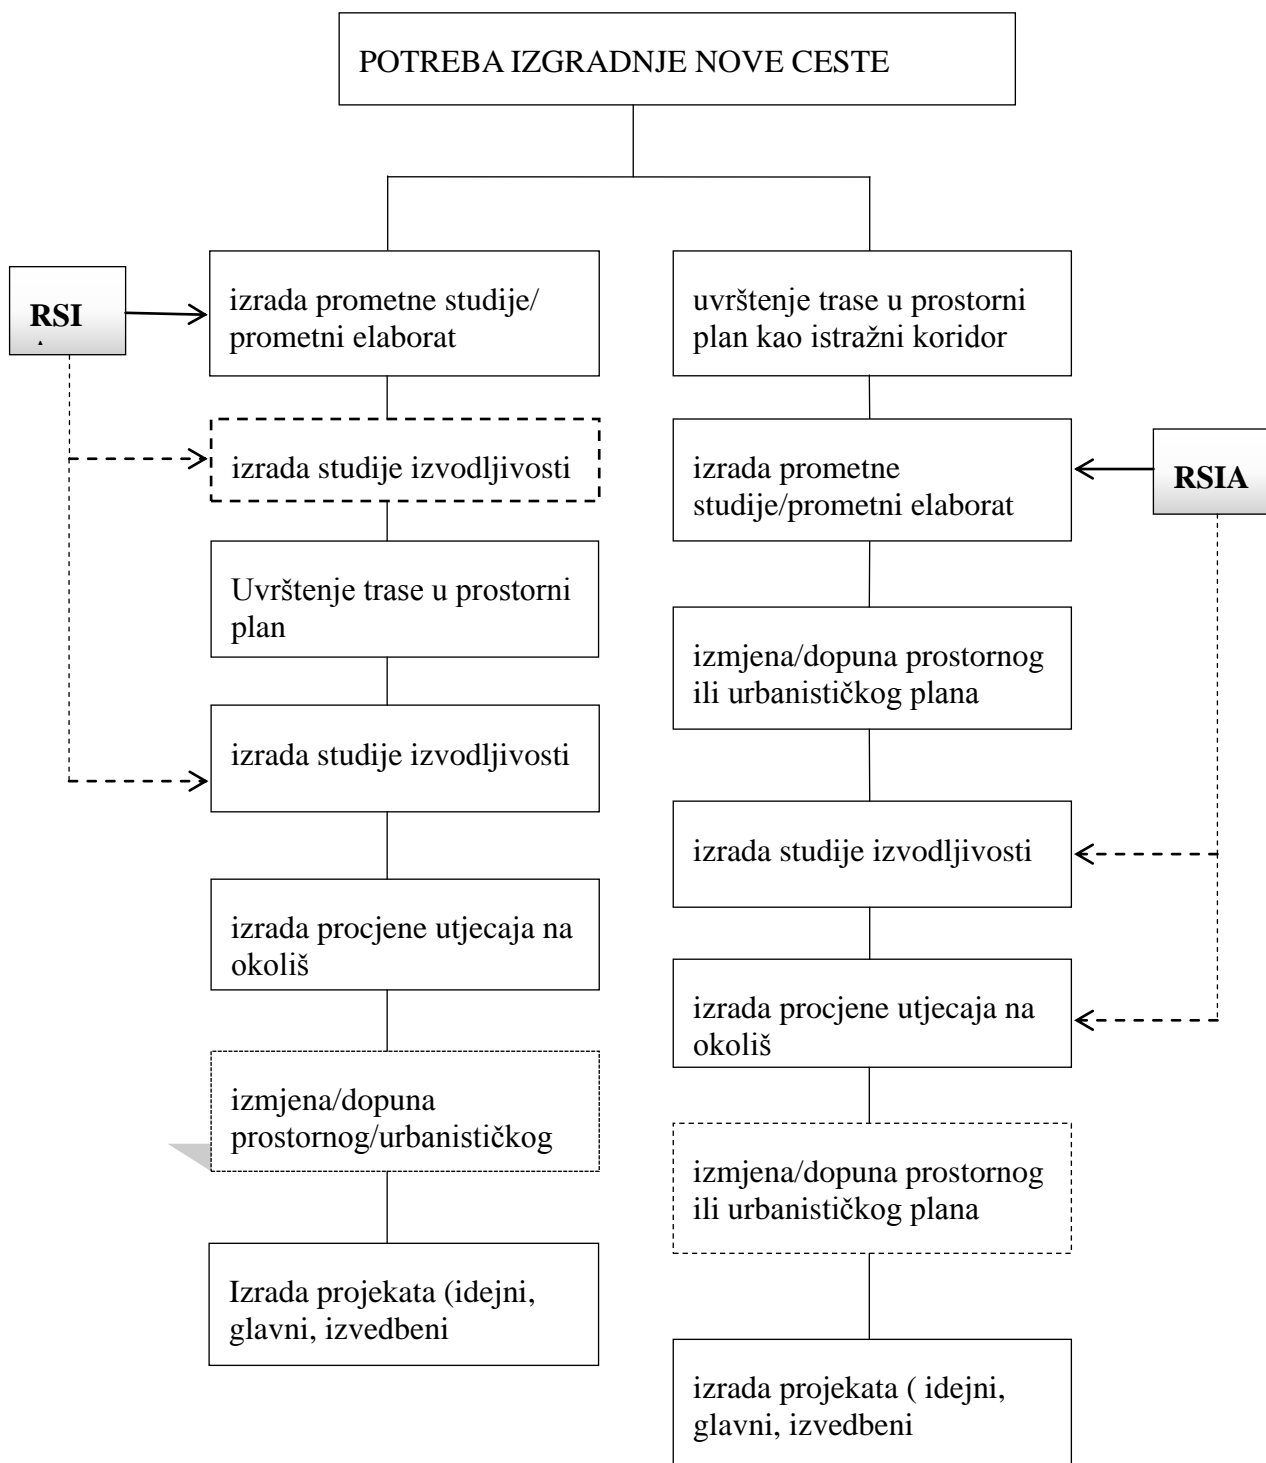 POTREBA IZGRADNJE NOVE CESTE
RSI
izrada prometne studije/
prometni elaborat
izrada studije izvodljivosti
Uvrštenje trase u prostorni
plan
izrada studije izvodljivosti
izrada procjene utjecaja na
okoliš
izmjena/dopuna
prostornog/urbanističkog
Izrada projekata (idejni,
glavni, izvedbeni
uvrštenje trase u prostorni
plan kao istražni koridor
izrada prometne
studije/prometni elaborat
RSIA
izmjena/dopuna prostornog
ili urbanističkog plana
izrada studije izvodljivosti
izrada procjene utjecaja na
okoliš
izmjena/dopuna prostornog
ili urbanističkog plana
izrada projekata ( idejni,
glavni, izvedbeni